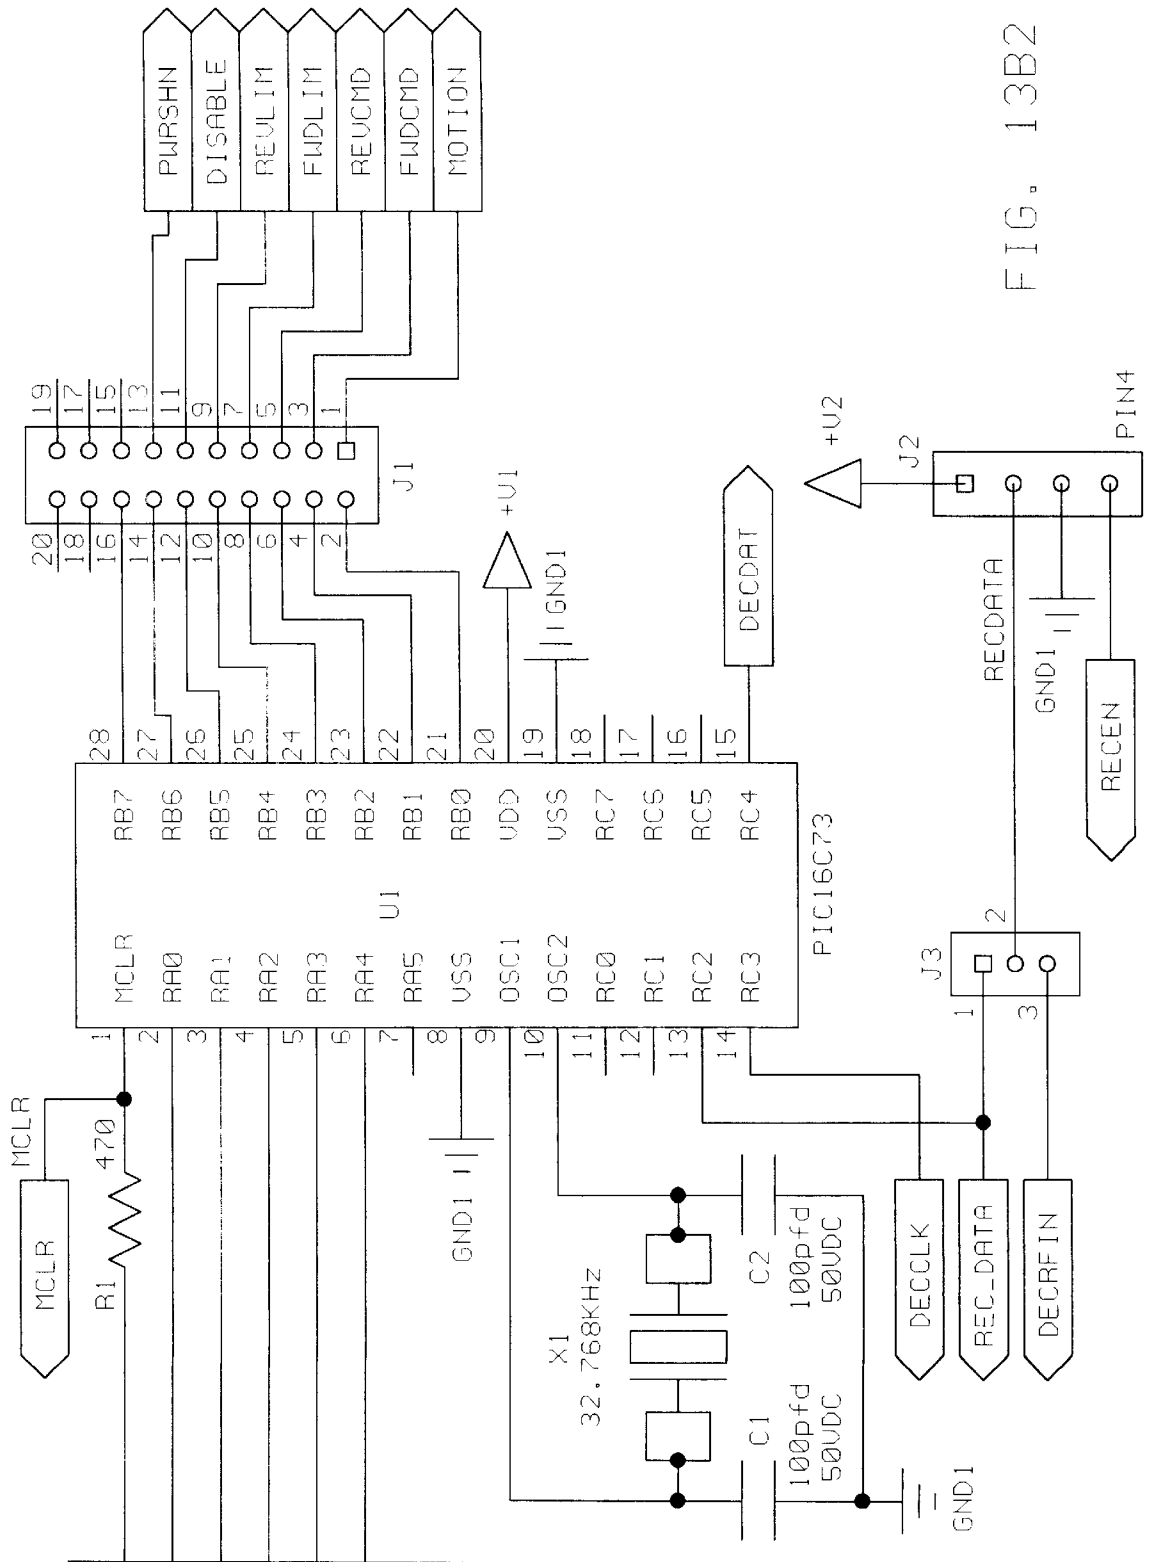 PWRSHN
DISABLE
REVLIM
FWDLIM
REVCMD
FWDCMD
MOTION
FIG. 13B2
19
17
15
13
11
9
7
5
3
1
J1
20
18
16
14
12
10
8
6
4
2
+V1
GND1
DECDAT
+V2
J2
PIN4
RECDATA
GND1
RECEN
28
27
26
25
24
23
22
21
20
19
18
17
16
15
RB7
RB6
RB5
RB4
RB3
RB2
RB1
RB0
VDD
VSS
RC7
RC6
RC5
RC4
U1
PIC16C73
MCLR
RA0
RA1
RA2
RA3
RA4
RA5
VSS
OSC1
OSC2
RC0
RC1
RC2
RC3
1
2
3
4
5
6
7
8
9
10
11
12
13
14
J3
2
1
3
MCLR
MCLR
470
R1
GND1
X1
32.768KHz
C2
100pfd
50VDC
C1
100pfd
50VDC
GND1
DECCLK
REC_DATA
DECRFIN